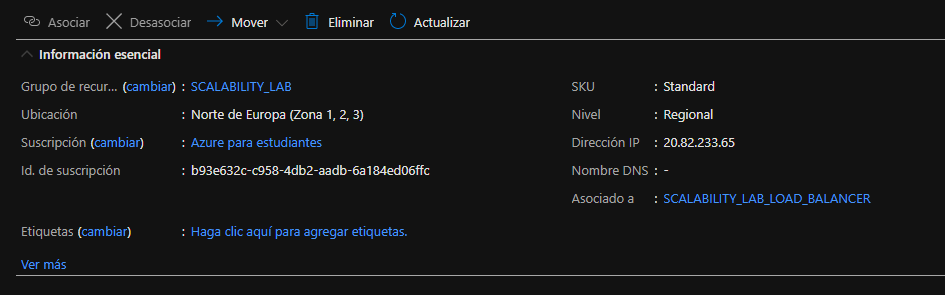 Asociar Desasociar Mover Eliminar Actualizar
Información esencial
Grupo de recur... (cambiar) : SCALABILITY_LAB SKU : Standard
Ubicación : Norte de Europa (Zona 1, 2, 3) Nivel : Regional
Suscripción (cambiar) : Azure para estudiantes Dirección IP : 20.82.233.65
Id. de suscripción : b93e632c-c958-4db2-aadb-6a184ed06ffc Nombre DNS : -
Asociado a : SCALABILITY_LAB_LOAD_BALANCER
Etiquetas (cambiar) : Haga clic aquí para agregar etiquetas.
Ver más